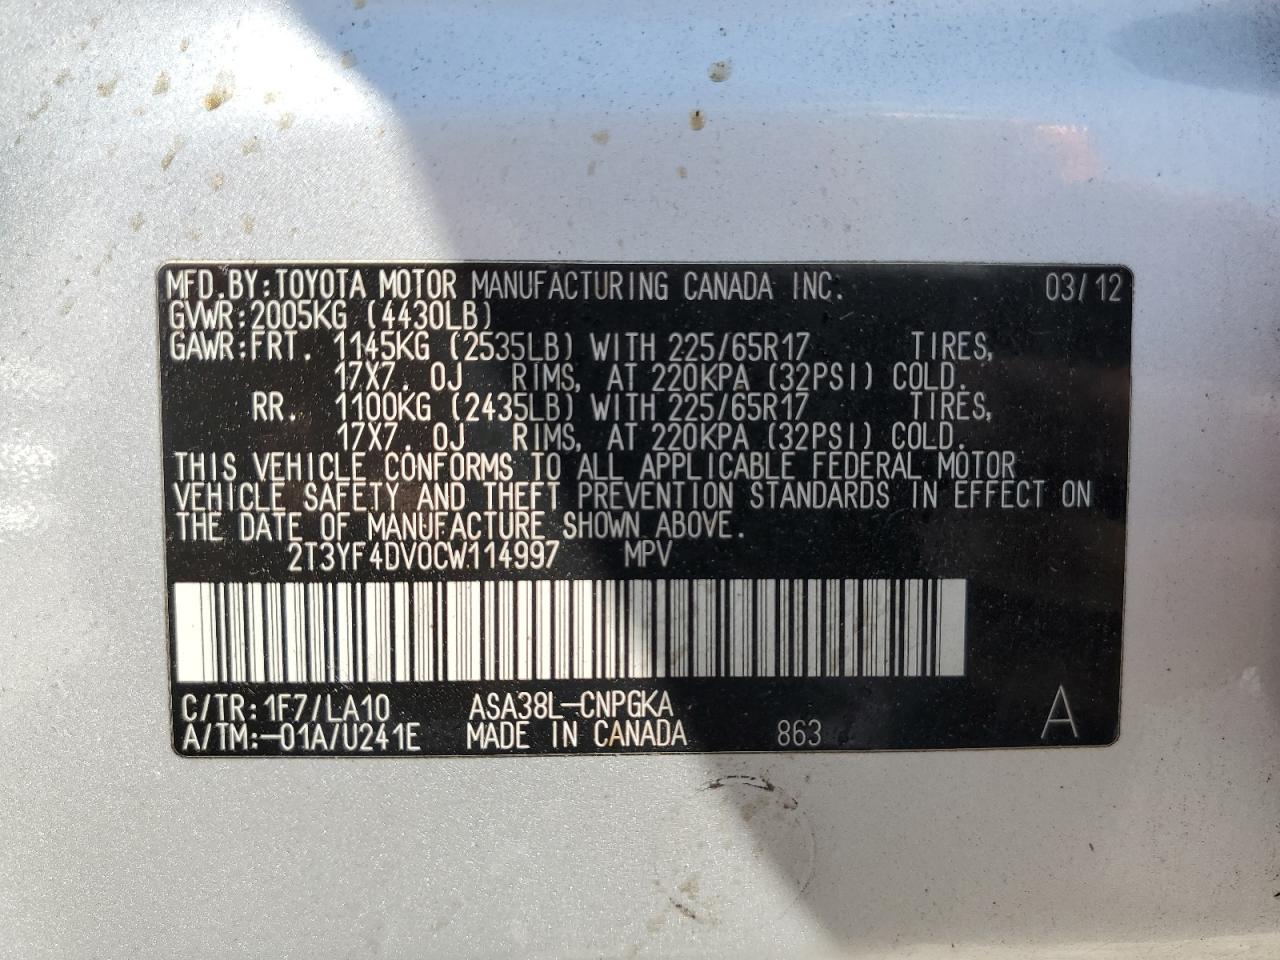 MFD.BY:TOYOTA MOTOR MANUFACTURING CANADA INC. 03/12
GVWR:2005KG (4430LB)
GAWR:FRT. 1145KG (2535LB) WITH 225/65R17 TIRES,
17X7.0J RIMS, AT 220KPA (32PSI) COLD.
RR. 1100KG (2435LB) WITH 225/65R17 TIRES,
17X7.0J RIMS, AT 220KPA (32PSI) COLD.
THIS VEHICLE CONFORMS TO ALL APPLICABLE FEDERAL MOTOR
VEHICLE SAFETY AND THEFT PREVENTION STANDARDS IN EFFECT ON
THE DATE OF MANUFACTURE SHOWN ABOVE.
2T3YF4DV0CW114997 MPV
C/TR:1F7/LA10 ASA38L-CNPGKA
A/TM:-01A/U241E MADE IN CANADA 863 A